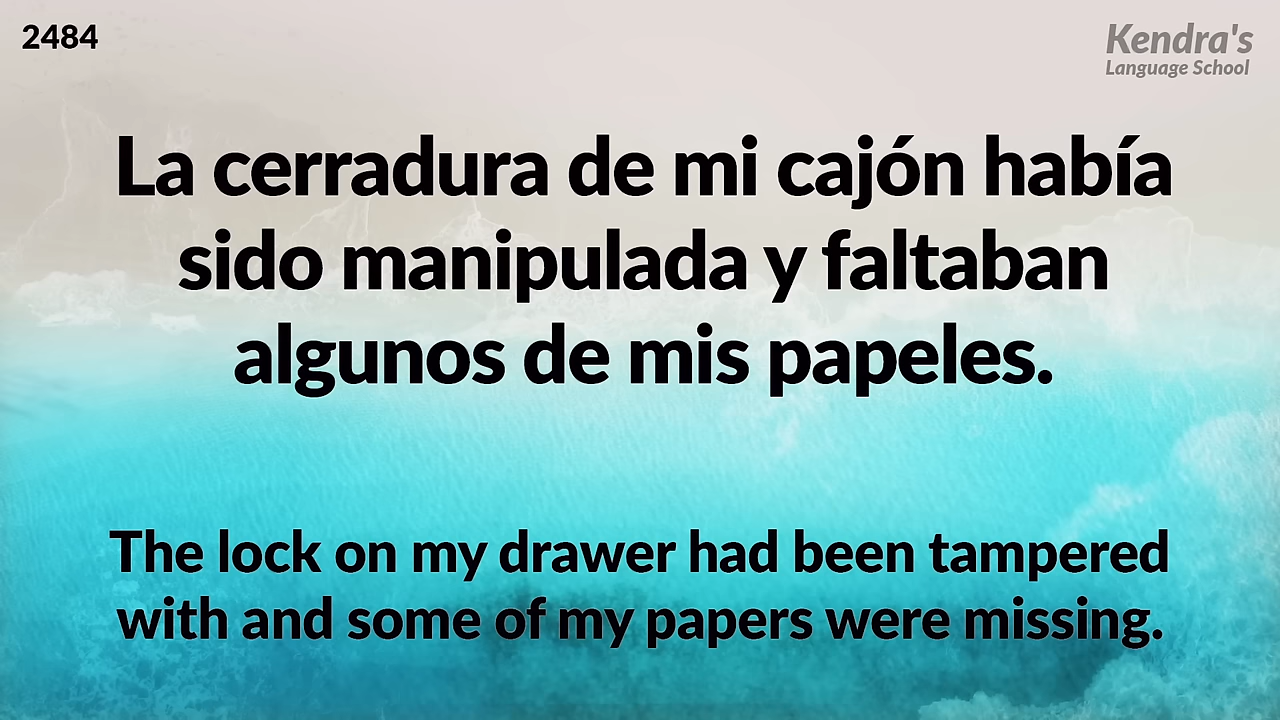 2484
Kendra's
Language School
La cerradura de mi cajón había
sido manipulada y faltaban
algunos de mis papeles.
The lock on my drawer had been tampered
with and some of my papers were missing.